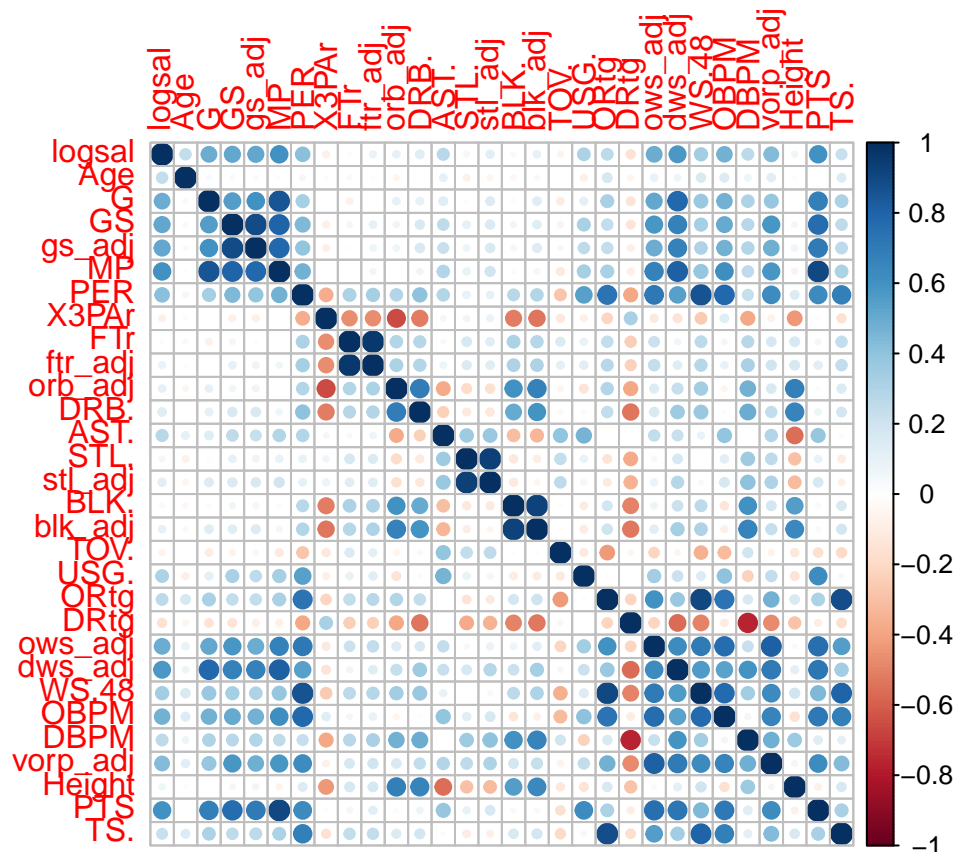 logsal
Age
G
GS
gs_adj
MP
PER
X3PAr
FTr
ftr_adj
orb_adj
DRB.
AST.
STL.
stl_adj
BLK.
blk_adj
TOV.
USG.
ORtg
DRtg
ows_adj
dws_adj
WS.48
OBPM
DBPM
vorp_adj
Height
PTS
TS.
logsal
Age
G
GS
gs_adj
MP
PER
X3PAr
FTr
ftr_adj
orb_adj
DRB.
AST.
STL.
stl_adj
BLK.
blk_adj
TOV.
USG.
ORtg
DRtg
ows_adj
dws_adj
WS.48
OBPM
DBPM
vorp_adj
Height
PTS
TS.
1
0.8
0.6
0.4
0.2
0
−0.2
−0.4
−0.6
−0.8
−1